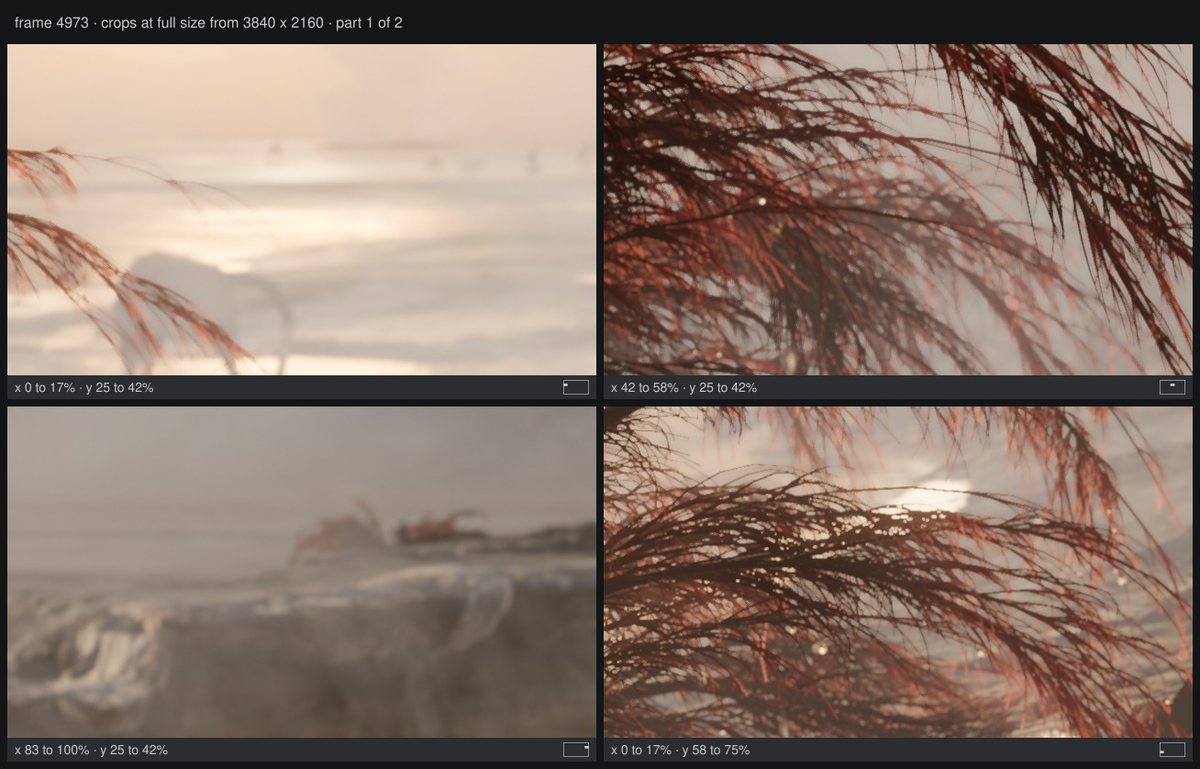 frame 4973 · crops at full size from 3840 x 2160 · part 1 of 2
x 0 to 17% · y 25 to 42%
x 42 to 58% · y 25 to 42%
x 83 to 100% · y 25 to 42%
x 0 to 17% · y 58 to 75%